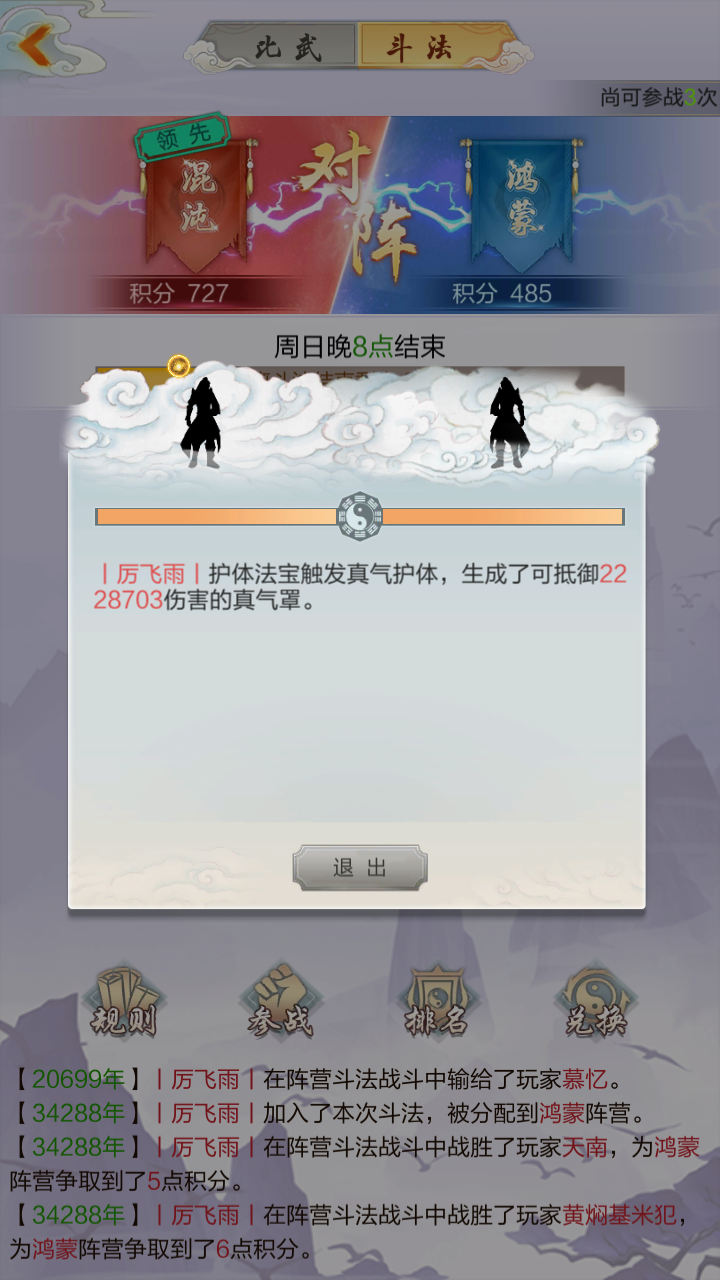 比武 斗法
尚可参战3次
领先
混沌
对阵
鸿蒙
积分 727
积分 485
周日晚8点结束
丨厉飞雨丨护体法宝触发真气护体，生成了可抵御22
28703伤害的真气罩。
退出
规则 参战 排名 兑换
【20699年】丨厉飞雨丨在阵营斗法战斗中输给了玩家慕忆。
【34288年】丨厉飞雨丨加入了本次斗法，被分配到鸿蒙阵营。
【34288年】丨厉飞雨丨在阵营斗法战斗中战胜了玩家天南，为鸿蒙
阵营争取到了5点积分。
【34288年】丨厉飞雨丨在阵营斗法战斗中战胜了玩家黄焖基米犯，
为鸿蒙阵营争取到了6点积分。